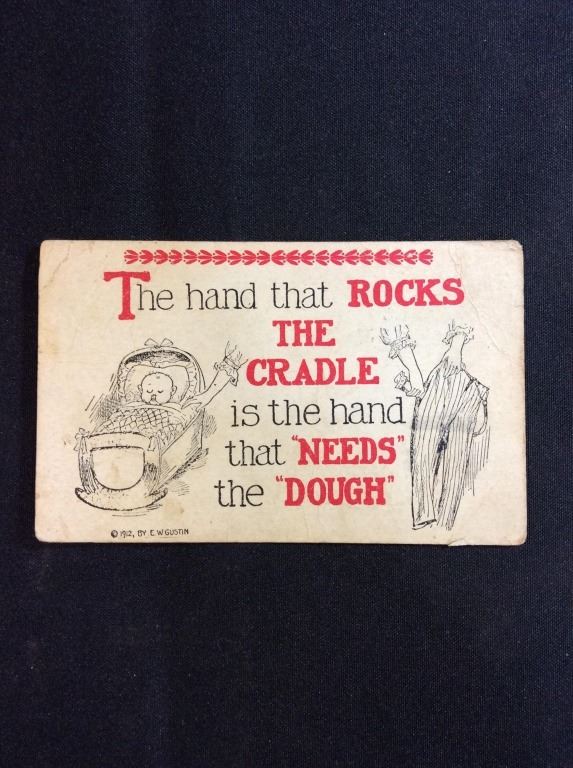 The hand that ROCKS
THE
CRADLE
is the hand
that "NEEDS"
the "DOUGH"
© 1912, BY E. W. GUSTIN